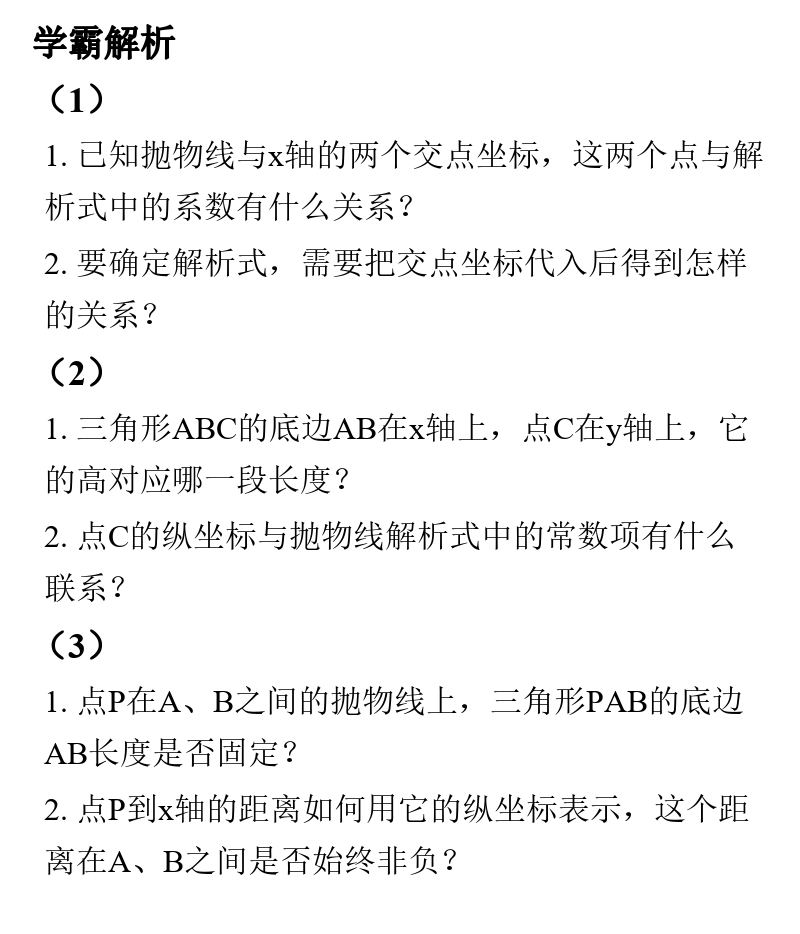 学霸解析
（1）
1. 已知抛物线与x轴的两个交点坐标，这两个点与解
析式中的系数有什么关系？
2. 要确定解析式，需要把交点坐标代入后得到怎样
的关系？
（2）
1. 三角形ABC的底边AB在x轴上，点C在y轴上，它
的高对应哪一段长度？
2. 点C的纵坐标与抛物线解析式中的常数项有什么
联系？
（3）
1. 点P在A、B之间的抛物线上，三角形PAB的底边
AB长度是否固定？
2. 点P到x轴的距离如何用它的纵坐标表示，这个距
离在A、B之间是否始终非负？